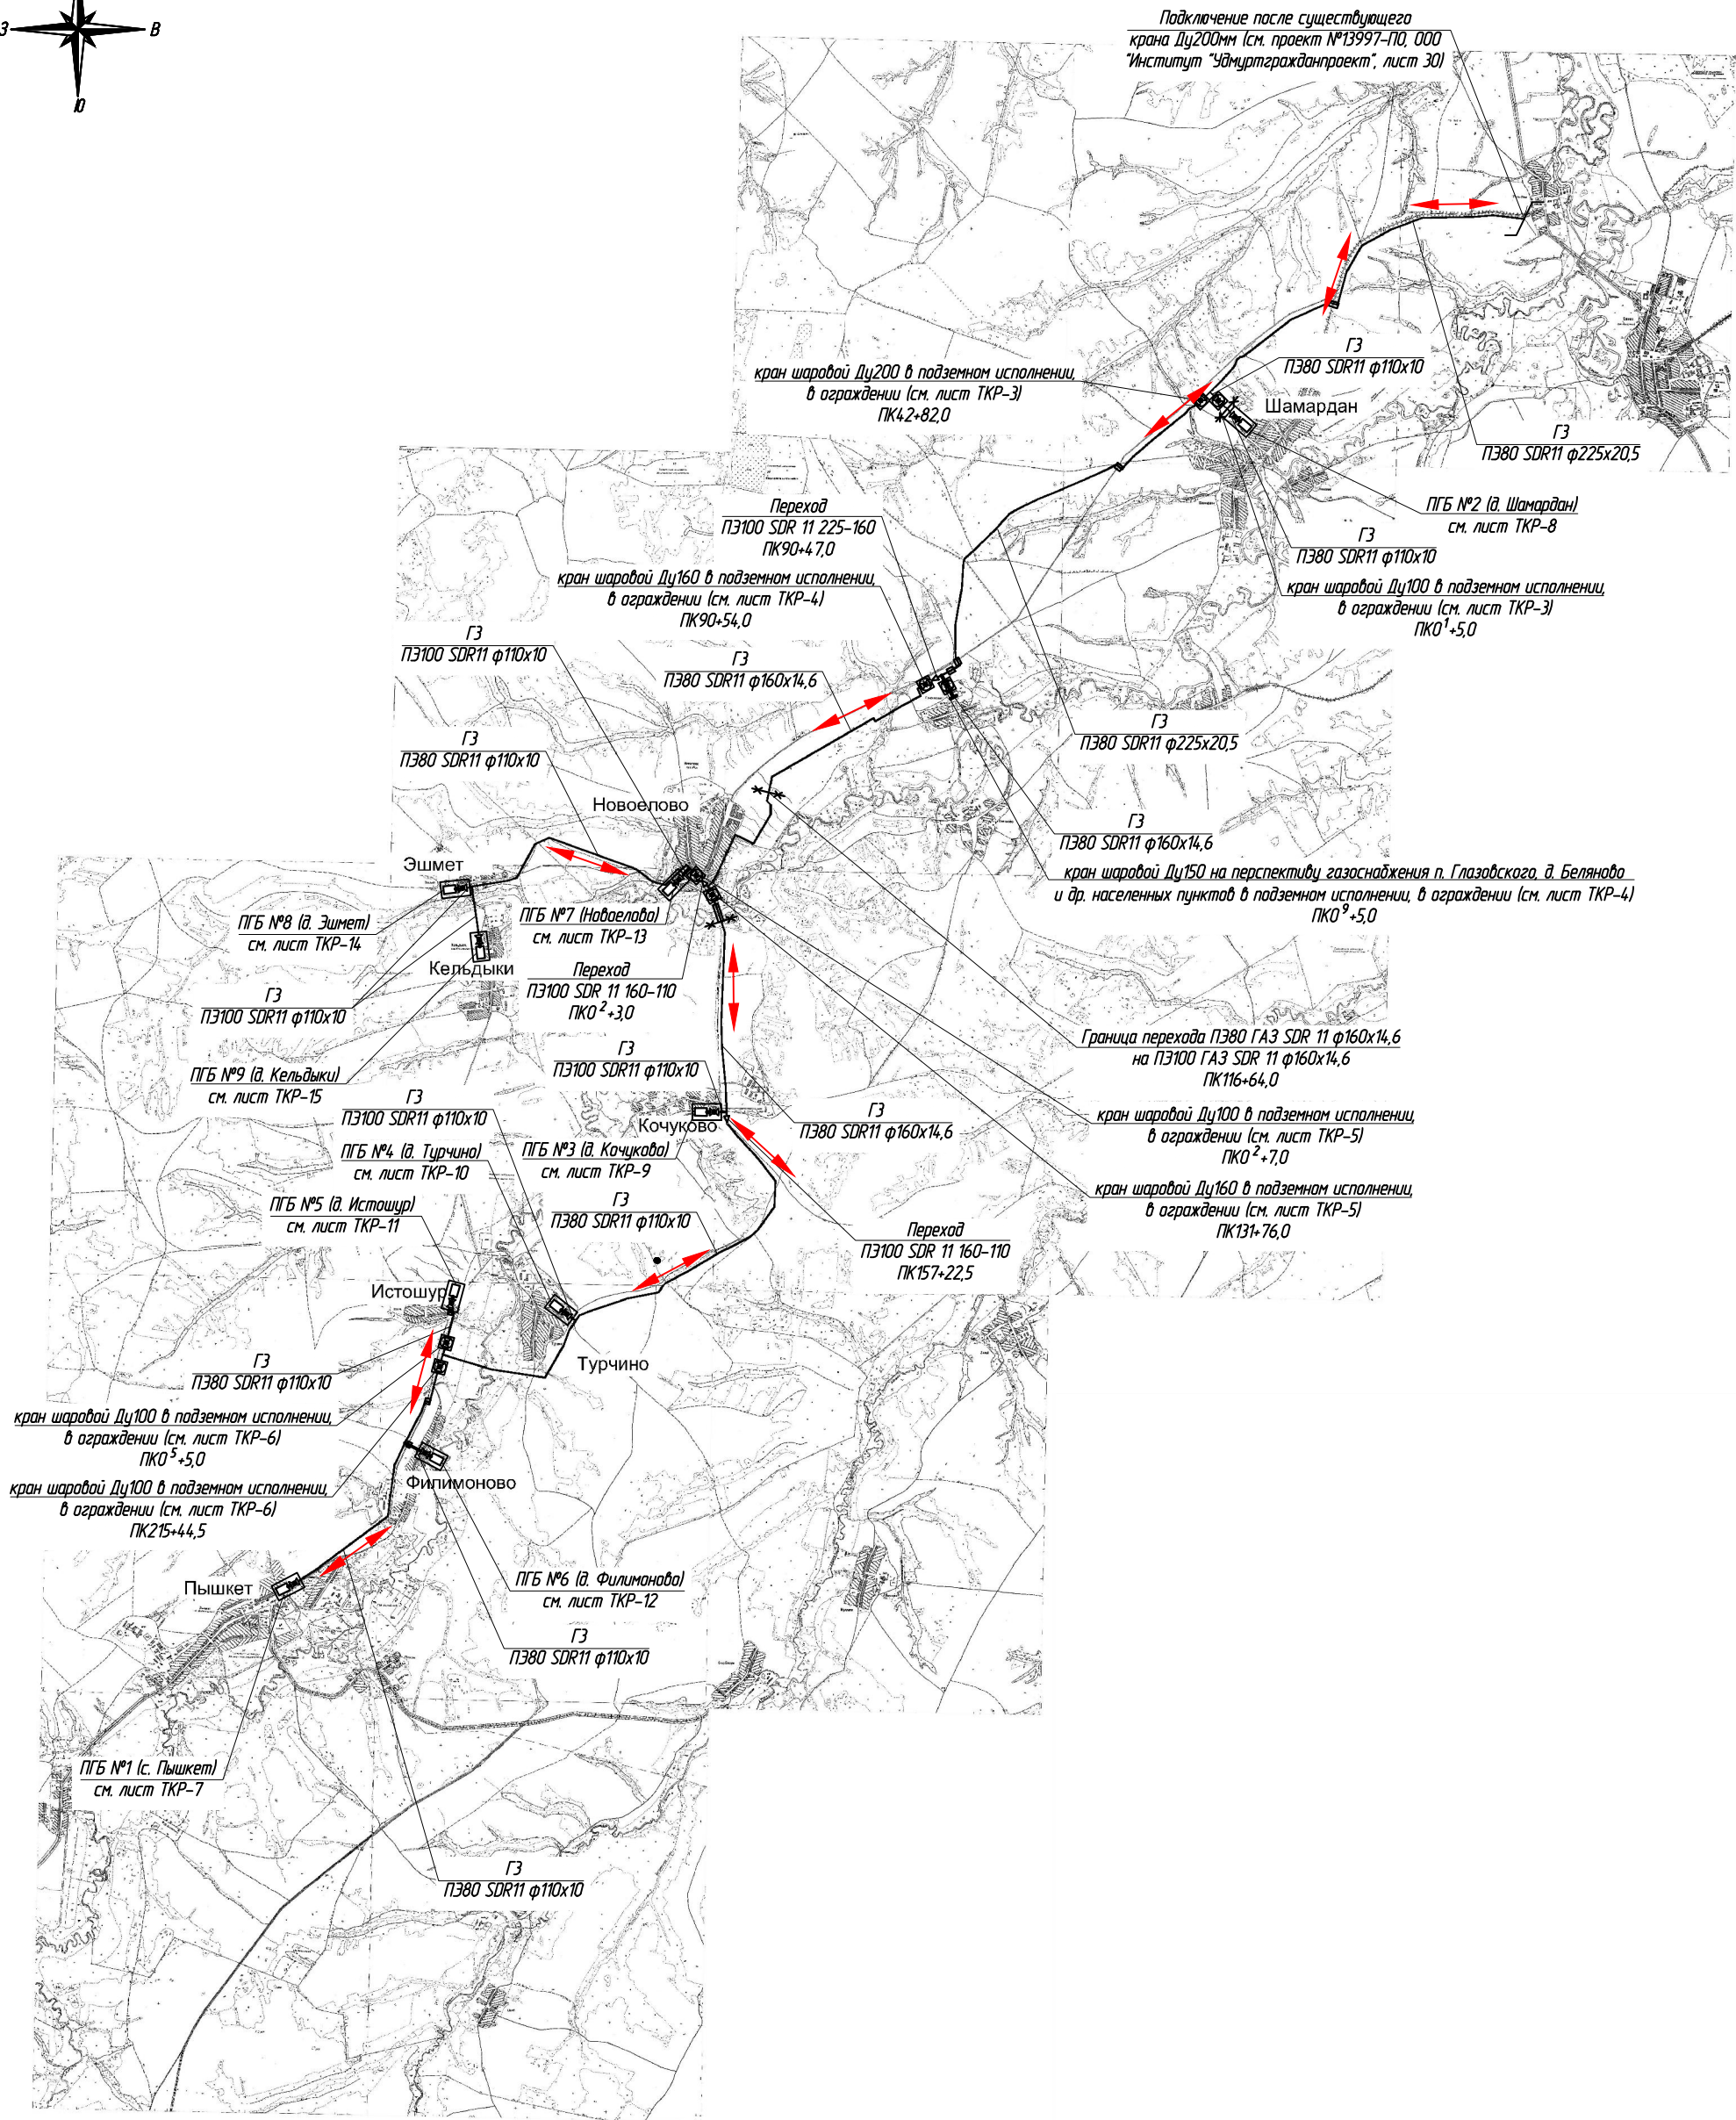 З
В
Ю
Подключение после существующего
крана Ду200мм (см. проект №13997-ПО, ООО
"Институт "Удмуртгражданпроект", лист 30)
ГЗ
ПЭ80 SDR11 ф110х10
кран шаровой Ду200 в подземном исполнении,
в ограждении (см. лист ТКР-3)
ПК42+82,0
Шамардан
ГЗ
ПЭ80 SDR11 ф225х20,5
Переход
ПЭ100 SDR 11 225-160
ПК90+47,0
ПГБ №2 (д. Шамардан)
см. лист ТКР-8
ГЗ
ПЭ80 SDR11 ф110х10
кран шаровой Ду160 в подземном исполнении,
в ограждении (см. лист ТКР-4)
ПК90+54,0
кран шаровой Ду100 в подземном исполнении,
в ограждении (см. лист ТКР-3)
ПК0¹+5,0
ГЗ
ПЭ100 SDR11 ф110х10
ГЗ
ПЭ80 SDR11 ф160х14,6
ГЗ
ПЭ80 SDR11 ф225х20,5
ГЗ
ПЭ80 SDR11 ф110х10
Новоелово
ГЗ
ПЭ80 SDR11 ф160х14,6
Эшмет
кран шаровой Ду150 на перспективу газоснабжения п. Глазовского, д. Беляново
и др. населенных пунктов в подземном исполнении, в ограждении (см. лист ТКР-4)
ПК0⁹+5,0
ПГБ №8 (д. Эшмет)
см. лист ТКР-14
ПГБ №7 (Новоелово)
см. лист ТКР-13
Кельдыки
Переход
ПЭ100 SDR 11 160-110
ПК0²+3,0
ГЗ
ПЭ100 SDR11 ф110х10
Граница перехода ПЭ80 ГАЗ SDR 11 ф160х14,6
на ПЭ100 ГАЗ SDR 11 ф160х14,6
ПК116+64,0
ГЗ
ПЭ100 SDR11 ф110х10
ПГБ №9 (д. Кельдыки)
см. лист ТКР-15
ГЗ
ПЭ100 SDR11 ф110х10
Кочуково
ГЗ
ПЭ80 SDR11 ф160х14,6
кран шаровой Ду100 в подземном исполнении,
в ограждении (см. лист ТКР-5)
ПК0²+7,0
ПГБ №4 (д. Турчино)
см. лист ТКР-10
ПГБ №3 (д. Кочуково)
см. лист ТКР-9
ПГБ №5 (д. Истошур)
см. лист ТКР-11
ГЗ
ПЭ80 SDR11 ф110х10
кран шаровой Ду160 в подземном исполнении,
в ограждении (см. лист ТКР-5)
ПК131+76,0
Переход
ПЭ100 SDR 11 160-110
ПК157+22,5
Истошур
Турчино
ГЗ
ПЭ80 SDR11 ф110х10
кран шаровой Ду100 в подземном исполнении,
в ограждении (см. лист ТКР-6)
ПК0⁵+5,0
Филимоново
кран шаровой Ду100 в подземном исполнении,
в ограждении (см. лист ТКР-6)
ПК215+44,5
Пышкет
ПГБ №6 (д. Филимоново)
см. лист ТКР-12
ГЗ
ПЭ80 SDR11 ф110х10
ПГБ №1 (с. Пышкет)
см. лист ТКР-7
ГЗ
ПЭ80 SDR11 ф110х10